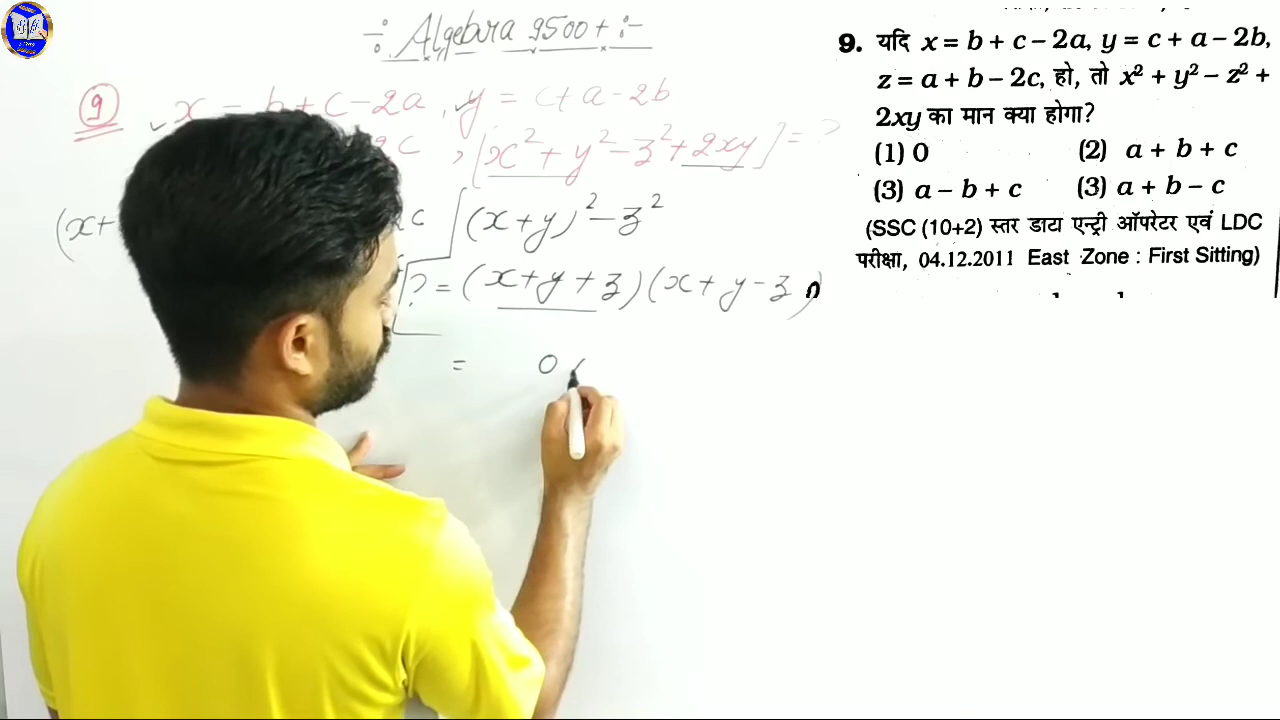 ÷ Algebra 9500+ :-
9 x = b + c - 2a , y = c + a - 2b
2c , [x² + y² - z² + 2xy] = ?
(x+ 2c (x+y)² - z²
? = (x + y + z) (x + y - z)
= 0 (
9. यदि x = b + c – 2a, y = c + a – 2b,
z = a + b – 2c, हो, तो x² + y² – z² +
2xy का मान क्या होगा?
(1) 0 (2) a + b + c
(3) a – b + c (3) a + b – c
(SSC (10+2) स्तर डाटा एन्ट्री ऑपरेटर एवं LDC
परीक्षा, 04.12.2011 East Zone : First Sitting)